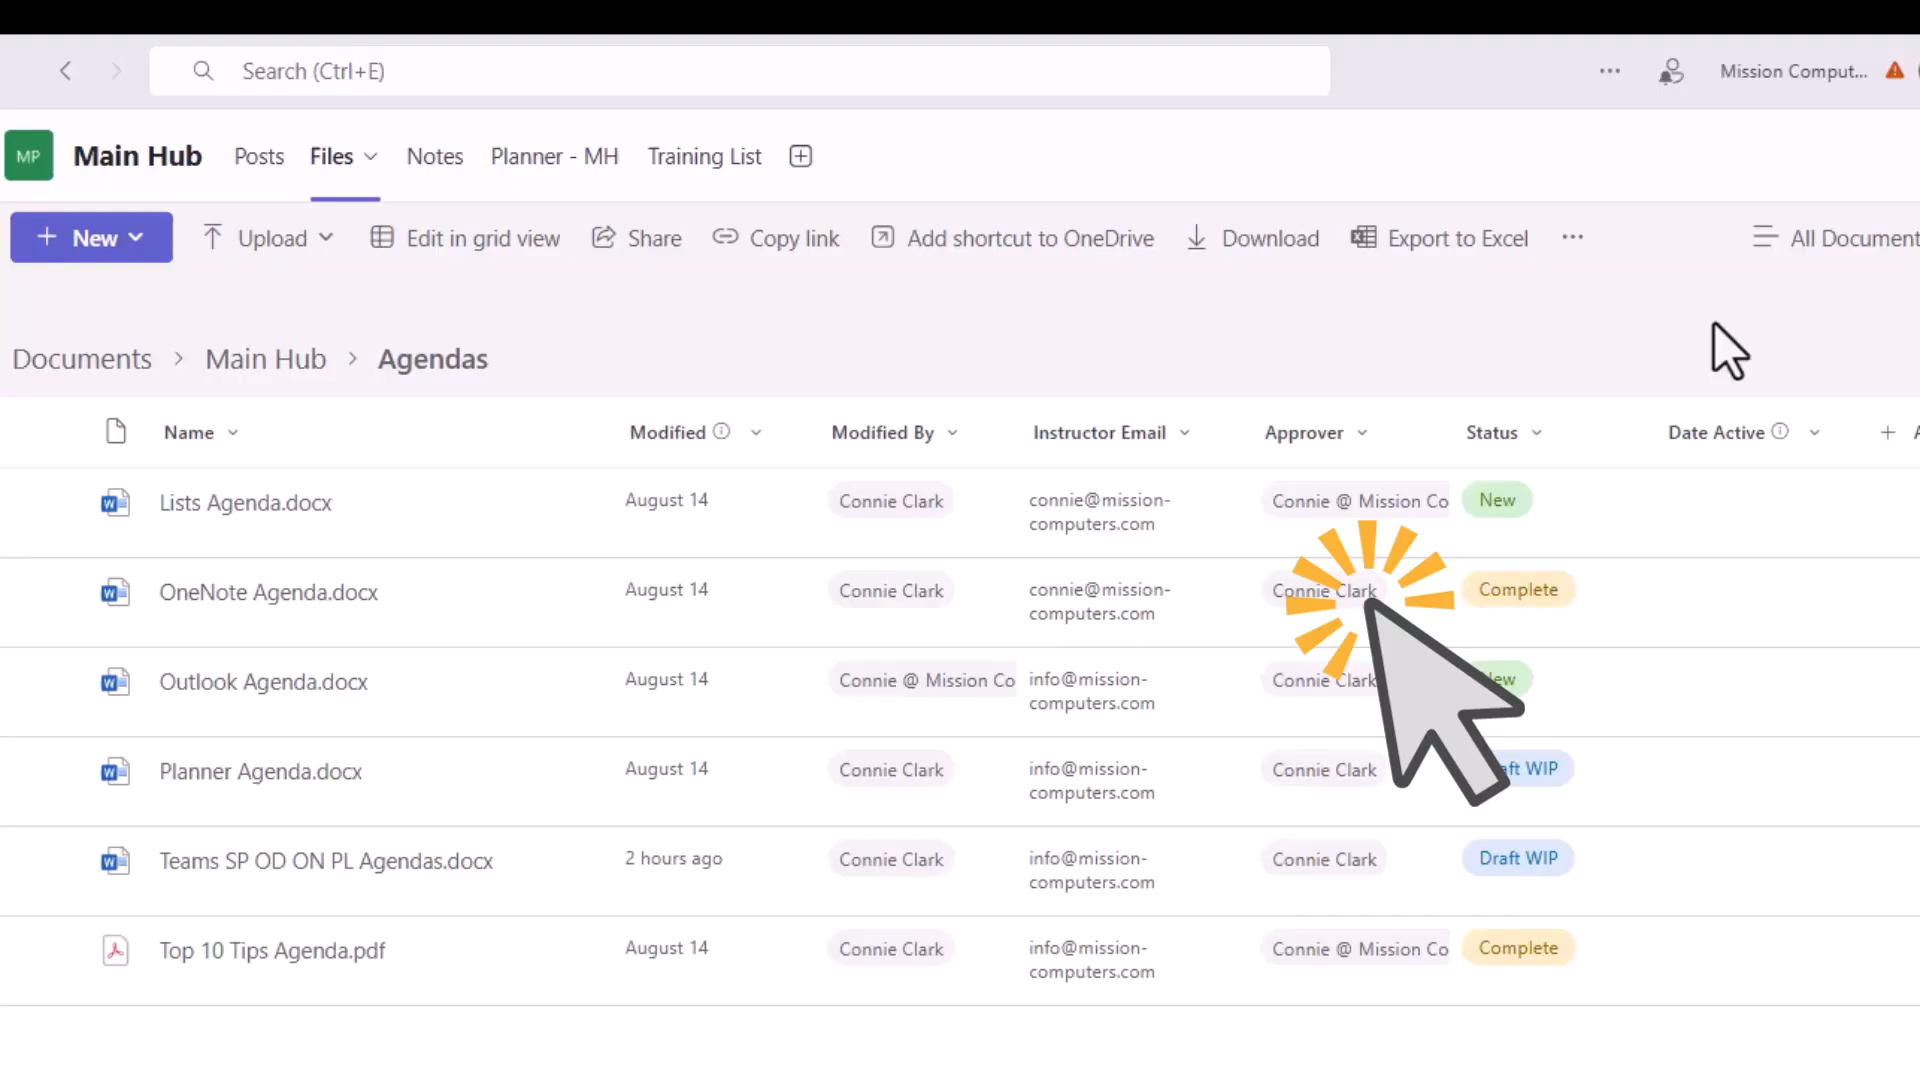 Search (Ctrl+E) Mission Comput...
MP Main Hub Posts Files Notes Planner - MH Training List
New Upload Edit in grid view Share Copy link Add shortcut to OneDrive Download Export to Excel ... All Document
Documents > Main Hub > Agendas
Name Modified Modified By Instructor Email Approver Status Date Active + A
Lists Agenda.docx August 14 Connie Clark connie@mission- Connie @ Mission Co New
computers.com
OneNote Agenda.docx August 14 Connie Clark connie@mission- Connie Clark Complete
computers.com
Outlook Agenda.docx August 14 Connie @ Mission Co info@mission- Connie Clark
computers.com
Planner Agenda.docx August 14 Connie Clark info@mission- Connie Clark WIP
computers.com
Teams SP OD ON PL Agendas.docx 2 hours ago Connie Clark info@mission- Connie Clark Draft WIP
computers.com
Top 10 Tips Agenda.pdf August 14 Connie Clark info@mission- Connie @ Mission Co Complete
computers.com